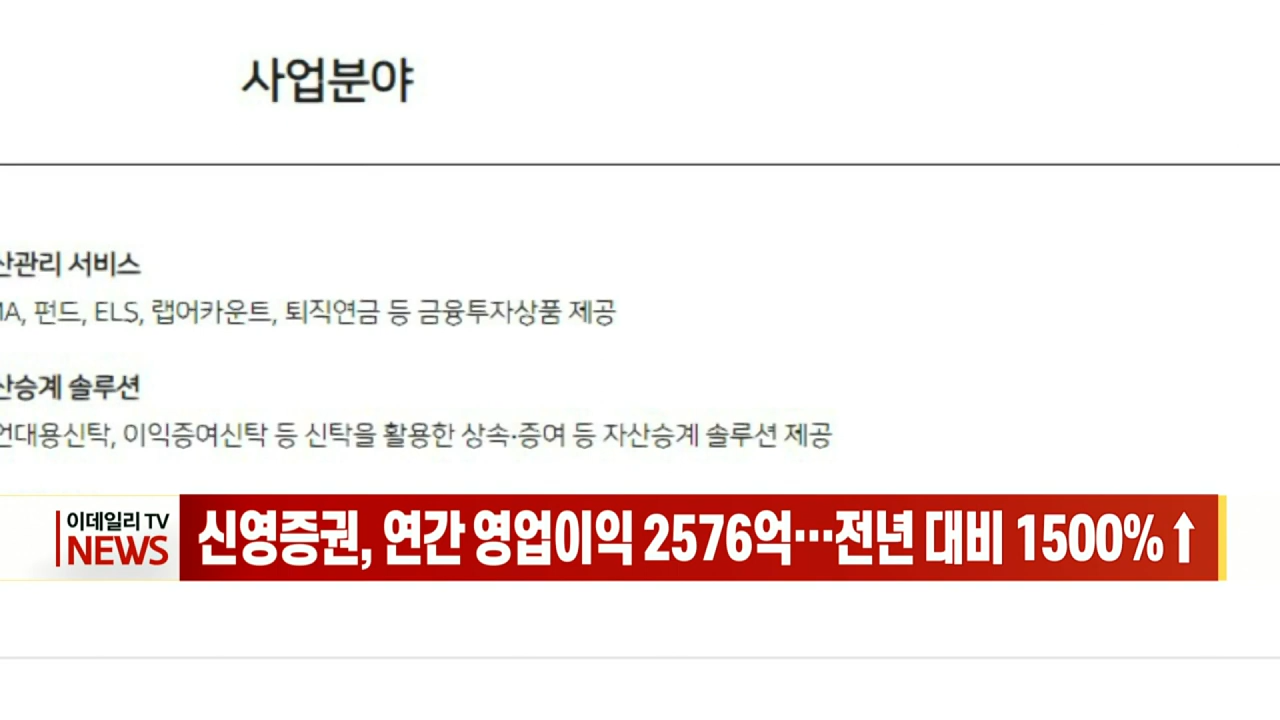 사업분야
산관리 서비스
MA, 펀드, ELS, 랩어카운트, 퇴직연금 등 금융투자상품 제공
산승계 솔루션
언대용신탁, 이익증여신탁 등 신탁을 활용한 상속·증여 등 자산승계 솔루션 제공
이데일리 TV
NEWS
신영증권, 연간 영업이익 2576억…전년 대비 1500%↑